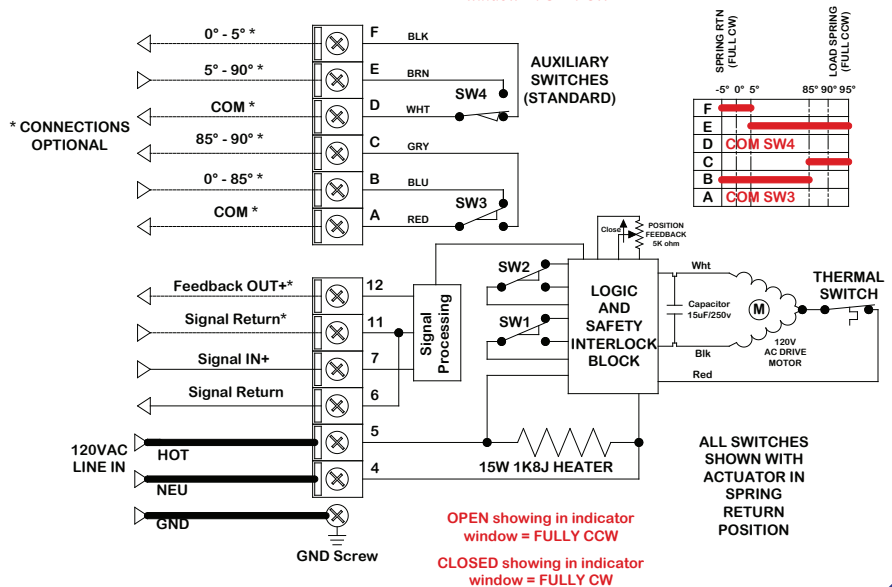 0° - 5° *
F
BLK
5° - 90° *
E
BRN
COM *
D
WHT
SW4
AUXILIARY
SWITCHES
(STANDARD)
* CONNECTIONS
OPTIONAL
85° - 90° *
C
GRY
0° - 85° *
B
BLU
COM *
A
RED
SW3
SPRING RTN
(FULL CW)
LOAD SPRING
(FULL CCW)
-5° 0° 5°
85° 90° 95°
F
E
D COM SW4
C
B
A COM SW3
Feedback OUT+*
12
Signal Return*
11
Signal IN+
7
Signal Return
6
Signal
Processing
SW2
SW1
Close
POSITION
FEEDBACK
5K ohm
LOGIC
AND
SAFETY
INTERLOCK
BLOCK
Wht
Capacitor
15uF/250v
Blk
Red
M
120V
AC DRIVE
MOTOR
THERMAL
SWITCH
120VAC
LINE IN
HOT
5
NEU
4
GND
GND Screw
15W 1K8J HEATER
ALL SWITCHES
SHOWN WITH
ACTUATOR IN
SPRING
RETURN
POSITION
OPEN showing in indicator
window = FULLY CCW
CLOSED showing in indicator
window = FULLY CW